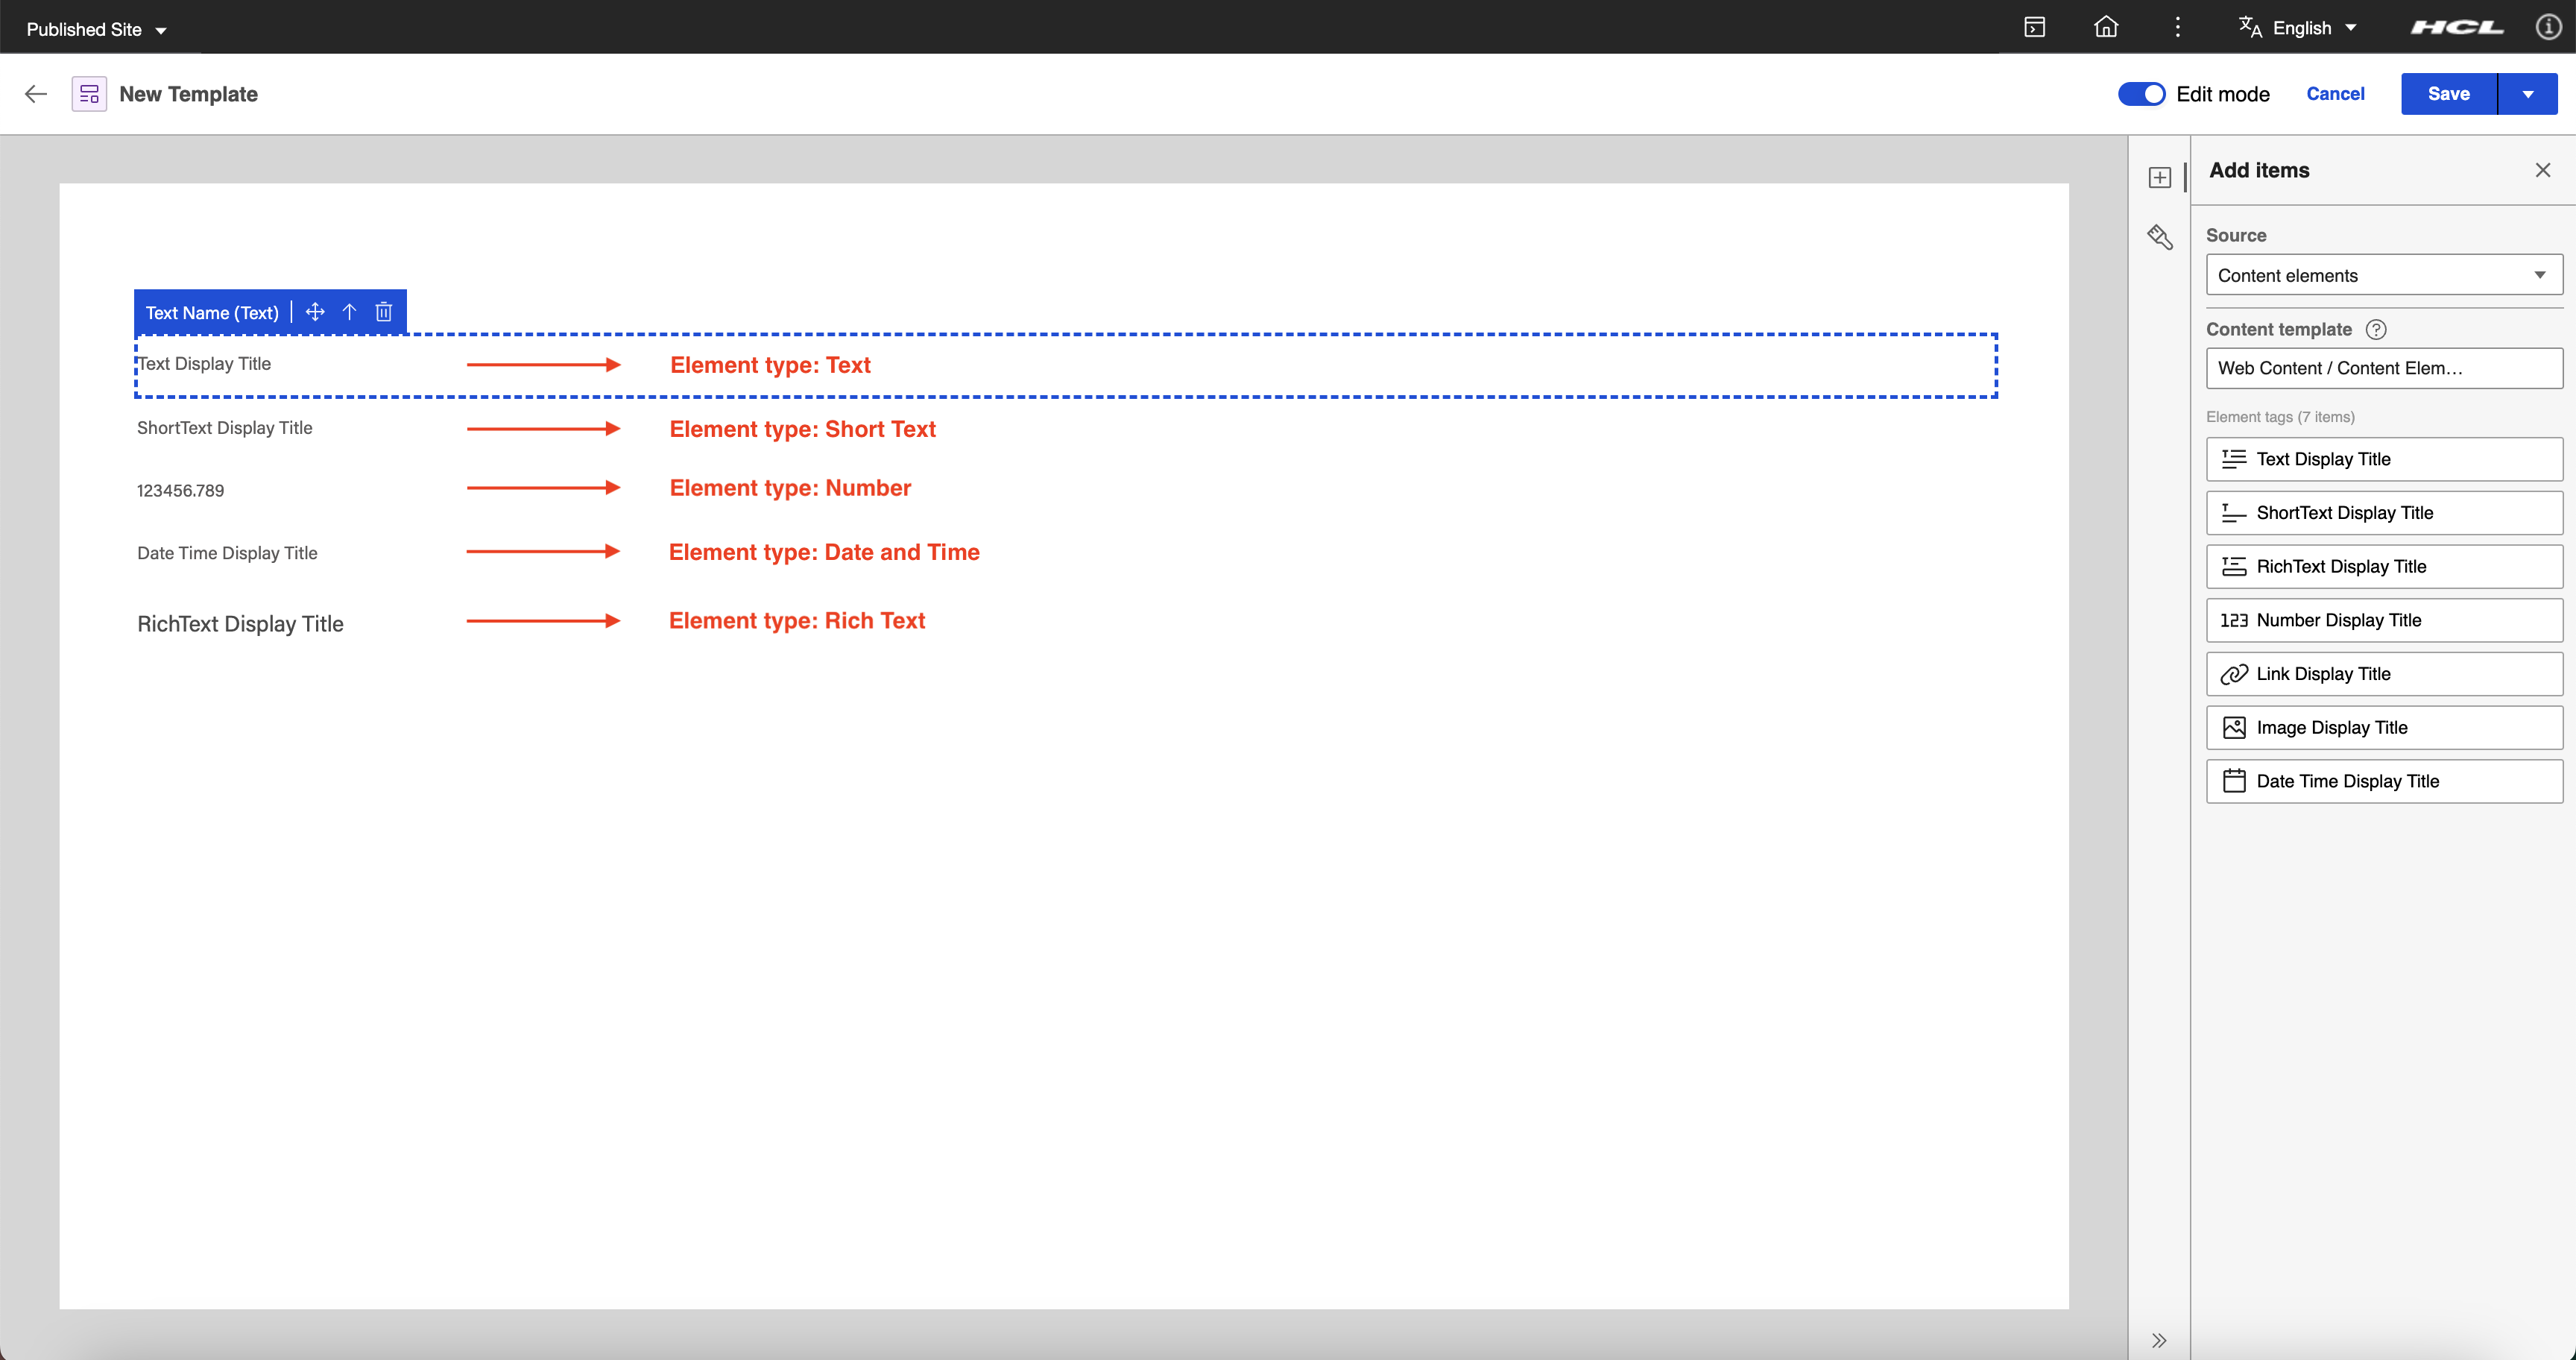 Published Site
English
HCL
New Template
Edit mode
Cancel
Save
Text Name (Text)
Text Display Title
Element type: Text
ShortText Display Title
Element type: Short Text
123456.789
Element type: Number
Date Time Display Title
Element type: Date and Time
RichText Display Title
Element type: Rich Text
Add items
Source
Content elements
Content template
Web Content / Content Elem...
Element tags (7 items)
Text Display Title
ShortText Display Title
RichText Display Title
123 Number Display Title
Link Display Title
Image Display Title
Date Time Display Title